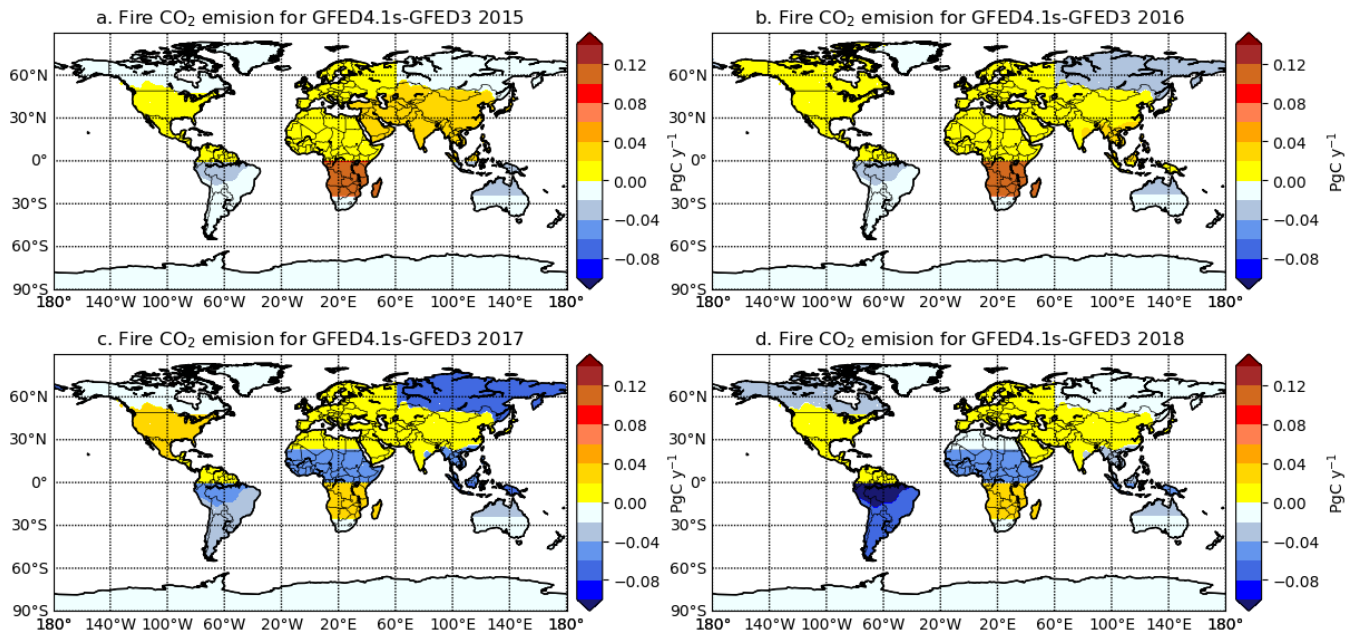 a. Fire CO₂ emision for GFED4.1s-GFED3 2015
60°N
30°N
0°
30°S
60°S
90°S
180° 140°W 100°W 60°W 20°W 20°E 60°E 100°E 140°E 180°
0.12
0.08
0.04
0.00
−0.04
−0.08
PgC y⁻¹
b. Fire CO₂ emision for GFED4.1s-GFED3 2016
60°N
30°N
0°
30°S
60°S
90°S
180° 140°W 100°W 60°W 20°W 20°E 60°E 100°E 140°E 180°
0.12
0.08
0.04
0.00
−0.04
−0.08
PgC y⁻¹
c. Fire CO₂ emision for GFED4.1s-GFED3 2017
60°N
30°N
0°
30°S
60°S
90°S
180° 140°W 100°W 60°W 20°W 20°E 60°E 100°E 140°E 180°
0.12
0.08
0.04
0.00
−0.04
−0.08
PgC y⁻¹
d. Fire CO₂ emision for GFED4.1s-GFED3 2018
60°N
30°N
0°
30°S
60°S
90°S
180° 140°W 100°W 60°W 20°W 20°E 60°E 100°E 140°E 180°
0.12
0.08
0.04
0.00
−0.04
−0.08
PgC y⁻¹